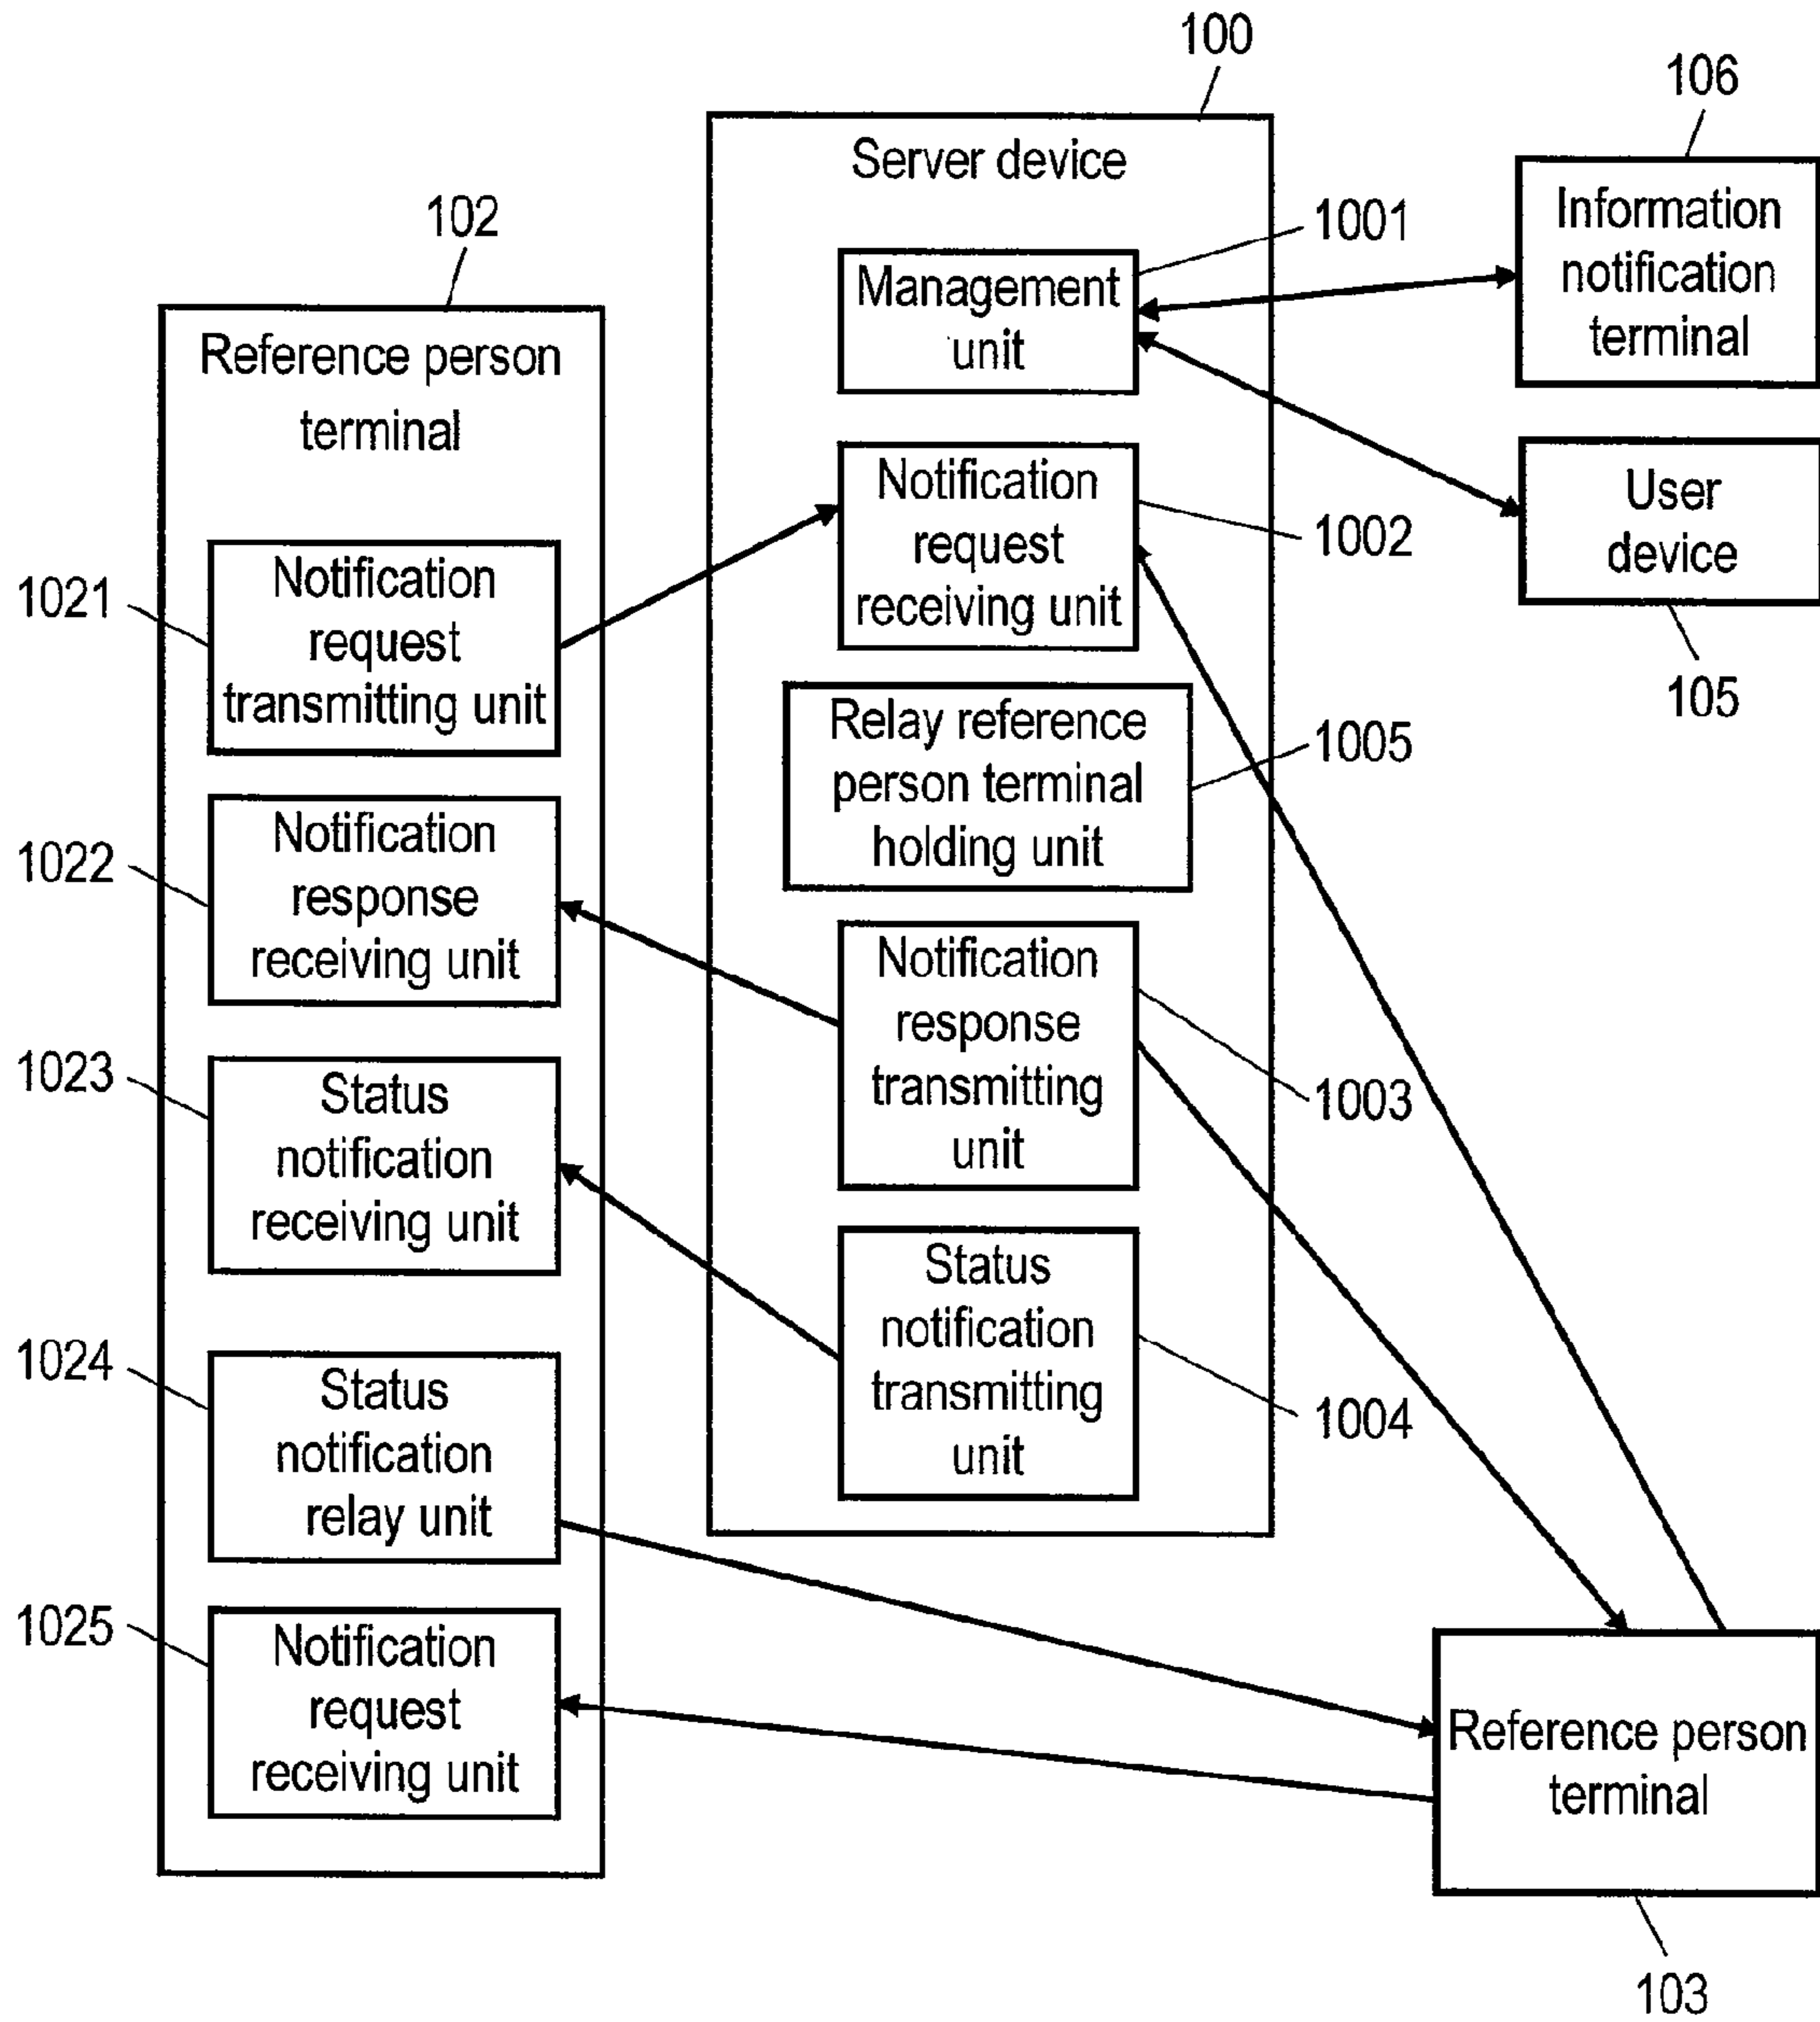 100
106
Server device
Information
notification
terminal
1001
Management
unit
102
Reference person
terminal
Notification
request
receiving unit
1002
User
device
105
1021
Notification
request
transmitting unit
Relay reference
person terminal
holding unit
1005
1022
Notification
response
receiving unit
Notification
response
transmitting
unit
1003
1023
Status
notification
receiving unit
Status
notification
transmitting
unit
1004
1024
Status
notification
relay unit
1025
Notification
request
receiving unit
Reference person
terminal
103